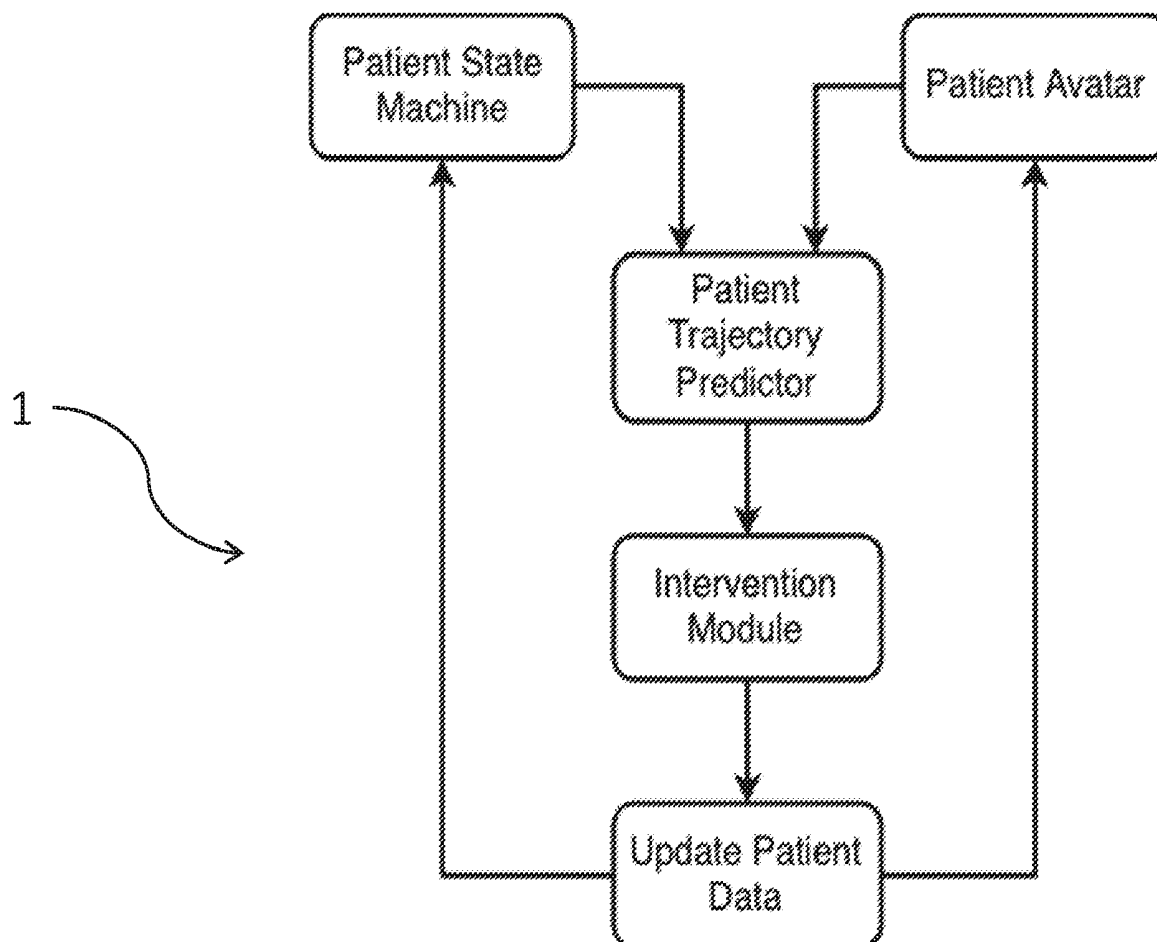 Patient State
Machine
Patient Avatar
Patient
Trajectory
Predictor
1
Intervention
Module
Update Patient
Data